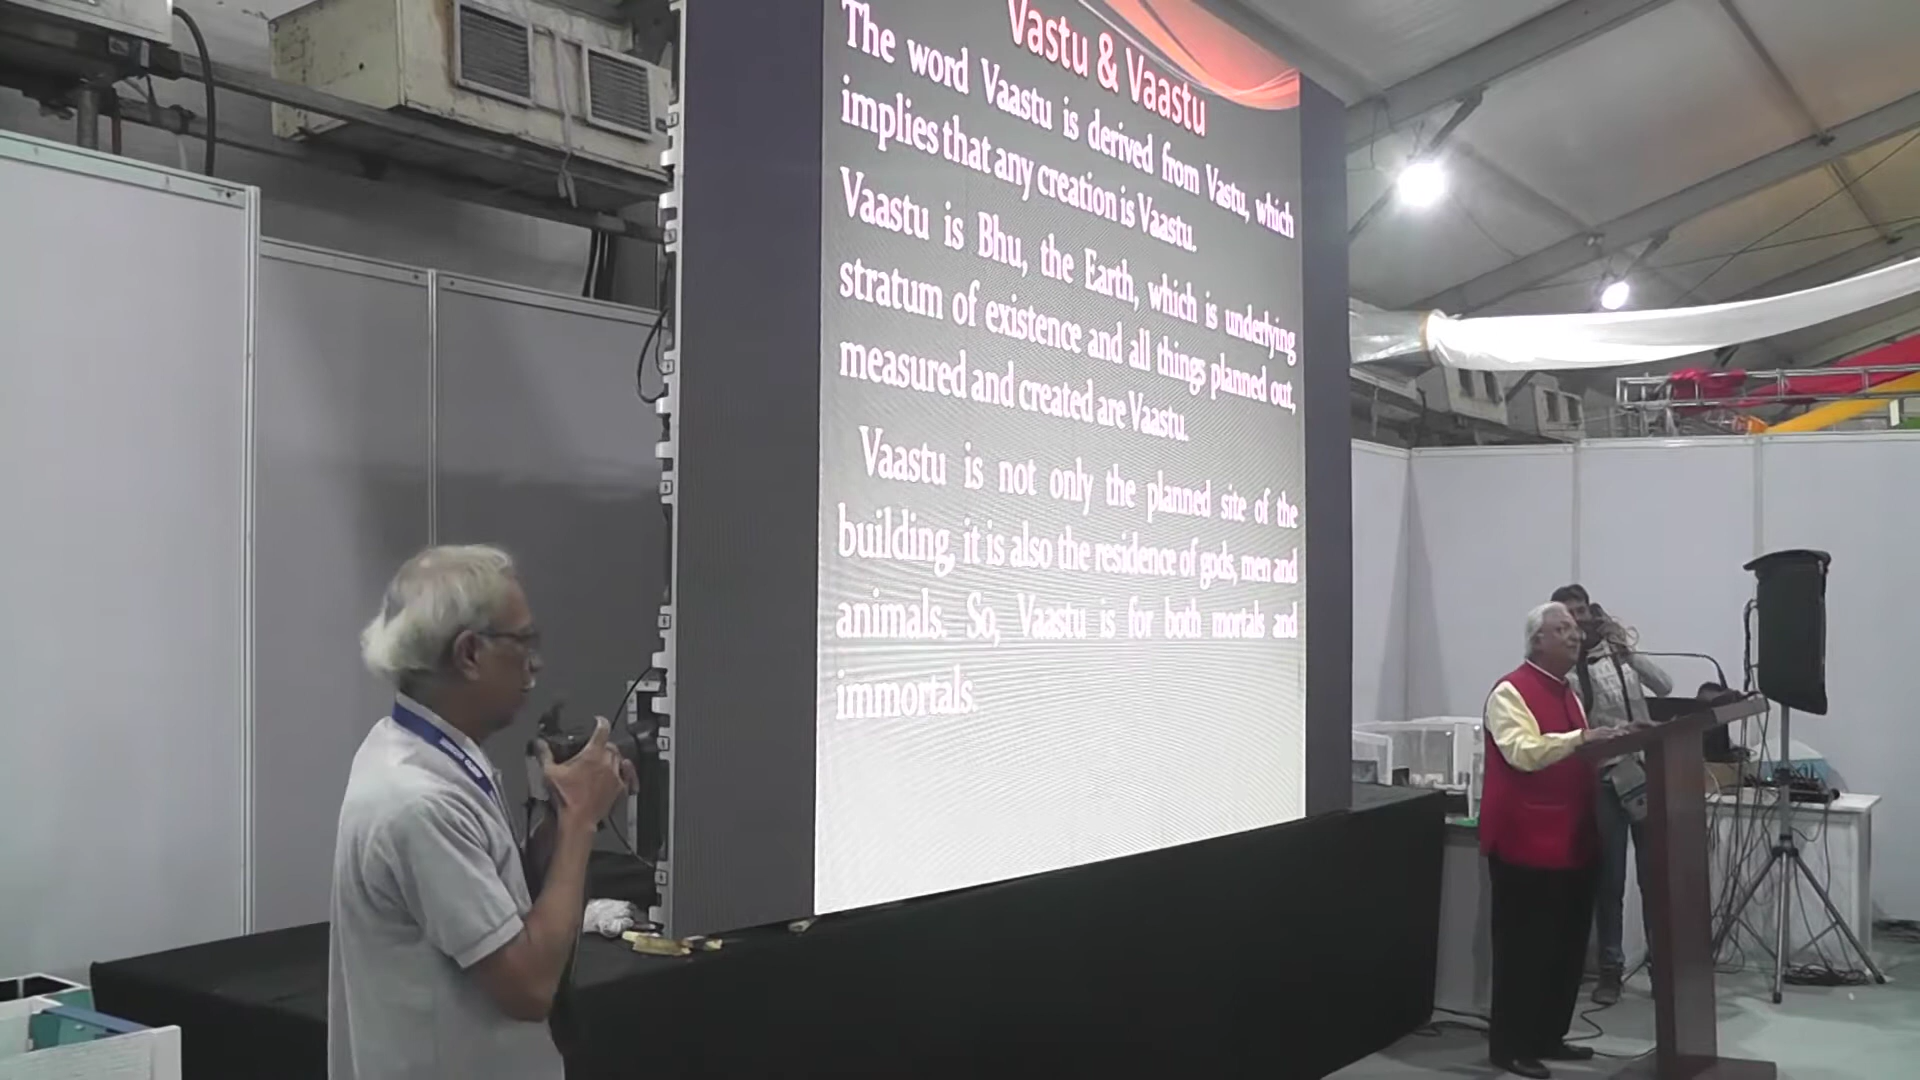 Vastu & Vaastu
The word Vaastu is derived from Vastu, which
implies that any creation is Vaastu.
Vaastu is Bhu, the Earth, which is underlying
stratum of existence and all things planned out,
measured and created are Vaastu.
Vaastu is not only the planned site of the
building, it is also the residence of gods, men and
animals. So, Vaastu is for both mortals and
immortals.